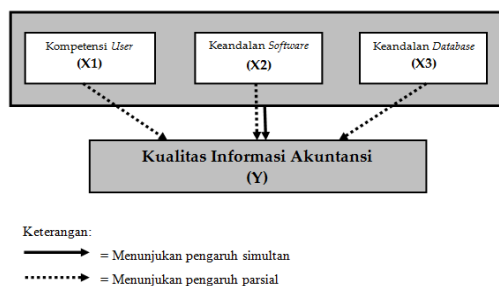 Kompetensi User
(X1)
Keandalan Software
(X2)
Keandalan Database
(X3)
Kualitas Informasi Akuntansi
(Y)
Keterangan:
= Menunjukan pengaruh simultan
= Menunjukan pengaruh parsial